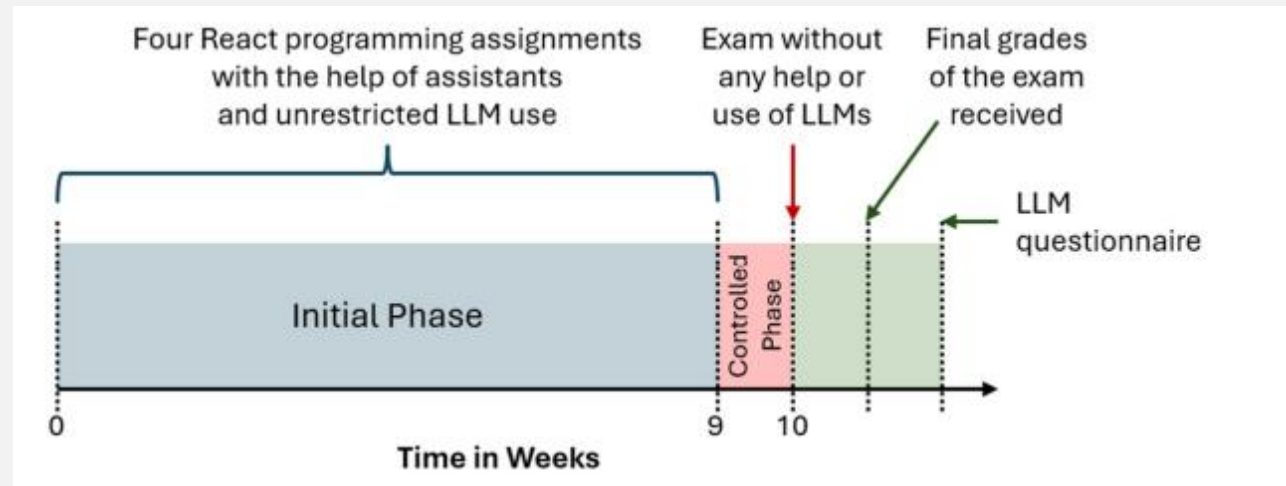 Four React programming assignments
with the help of assistants
and unrestricted LLM use
Exam without
any help or
use of LLMs
Final grades
of the exam
received
LLM
questionnaire
Initial Phase
Controlled
Phase
0
9
10
Time in Weeks